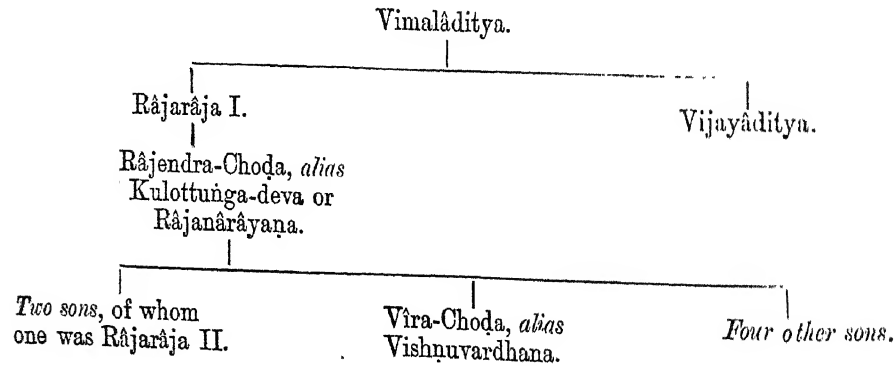 Vimalâditya.
Râjarâja I.
Vijayâditya.
Râjendra-Choḍa, alias
Kulottuṅga-deva or
Râjanârâyaṇa.
Two sons, of whom
one was Râjarâja II.
Vîra-Choḍa, alias
Vishṇuvardhana.
Four other sons.